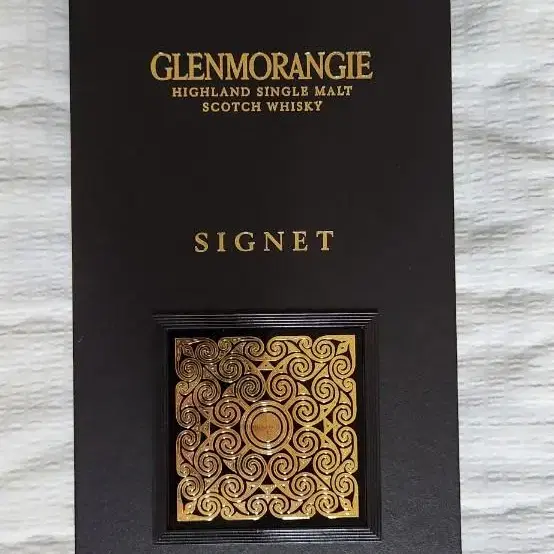 GLENMORANGIE
HIGHLAND SINGLE MALT
SCOTCH WHISKY
SIGNET